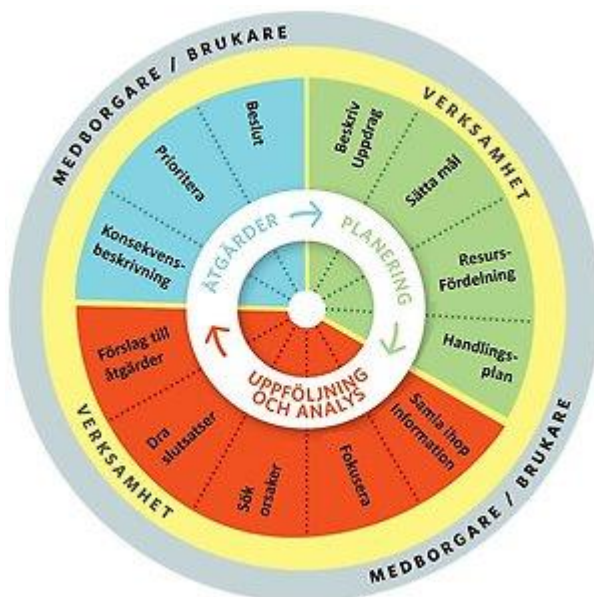 MEDBORGARE / BRUKARE
VERKSAMHET
Beskriv
Uppdrag
Sätta mål
Resurs-
Fördelning
Handlings-
plan
Samla ihop
Information
Fokusera
Sök
orsaker
Dra
slutsatser
Förslag till
åtgärder
Konsekvens-
beskrivning
Prioritera
Beslut
ÅTGÄRDER
PLANERING
UPPFÖLJNING
OCH ANALYS
VERKSAMHET
MEDBORGARE / BRUKARE